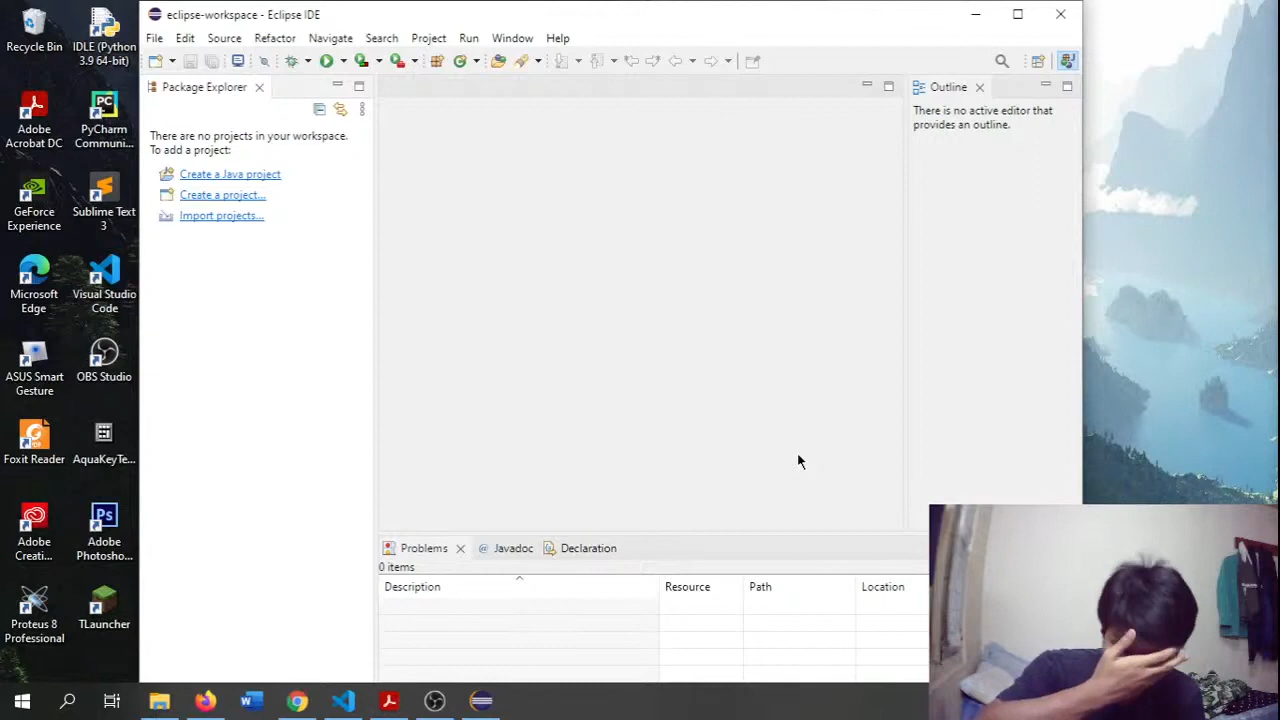 Recycle Bin
IDLE (Python
3.9 64-bit)
Adobe
Acrobat DC
PyCharm
Communi...
GeForce
Experience
Sublime Text
3
Microsoft
Edge
Visual Studio
Code
ASUS Smart
Gesture
OBS Studio
Foxit Reader
AquaKeyTe...
Adobe
Creati...
Adobe
Photosho...
Proteus 8
Professional
TLauncher
eclipse-workspace - Eclipse IDE
File Edit Source Refactor Navigate Search Project Run Window Help
Package Explorer
There are no projects in your workspace.
To add a project:
Create a Java project
Create a project...
Import projects...
Outline
There is no active editor that
provides an outline.
Problems @ Javadoc Declaration
0 items
Description Resource Path Location